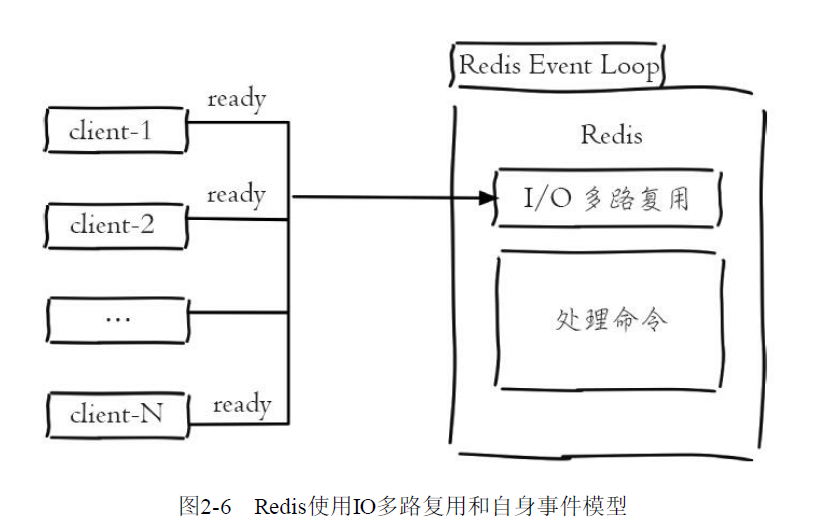 Redis Event Loop
ready
client-1
Redis
ready
I/O 多路复用
client-2
...
处理命令
ready
client-N
图2-6 Redis使用IO多路复用和自身事件模型